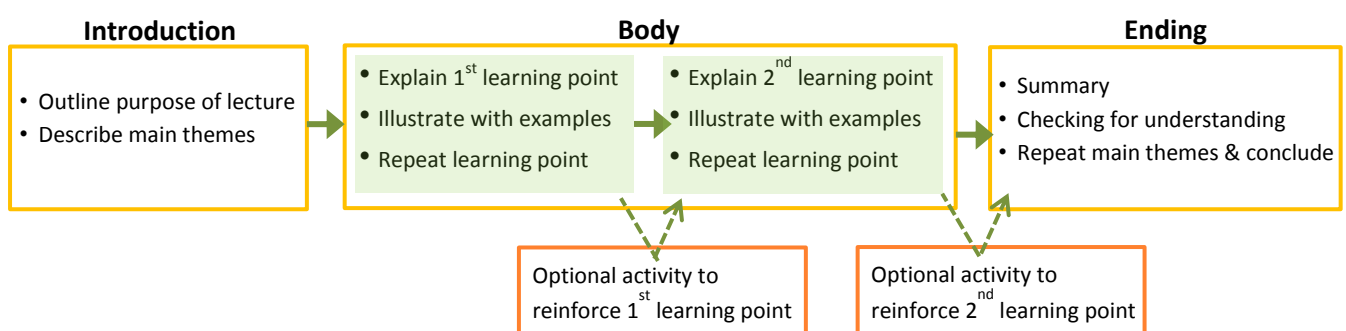 Introduction
• Outline purpose of lecture
• Describe main themes
Body
• Explain 1st learning point
• Illustrate with examples
• Repeat learning point
• Explain 2nd learning point
• Illustrate with examples
• Repeat learning point
Ending
• Summary
• Checking for understanding
• Repeat main themes & conclude
Optional activity to
reinforce 1st learning point
Optional activity to
reinforce 2nd learning point